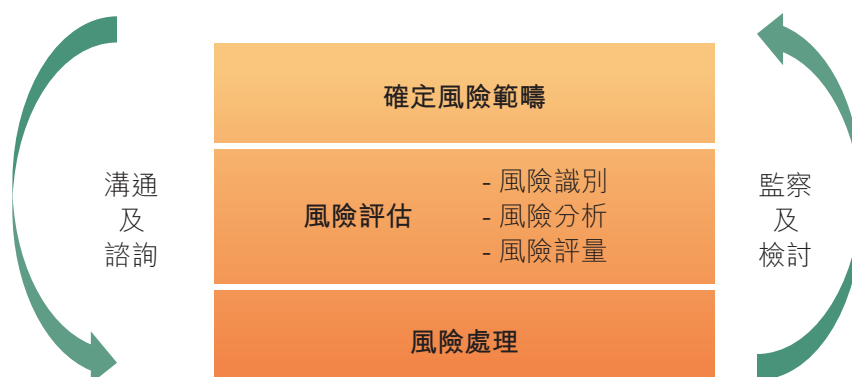 確定風險範疇
溝通
及
諮詢
風險評估
- 風險識別
- 風險分析
- 風險評量
監察
及
檢討
風險處理